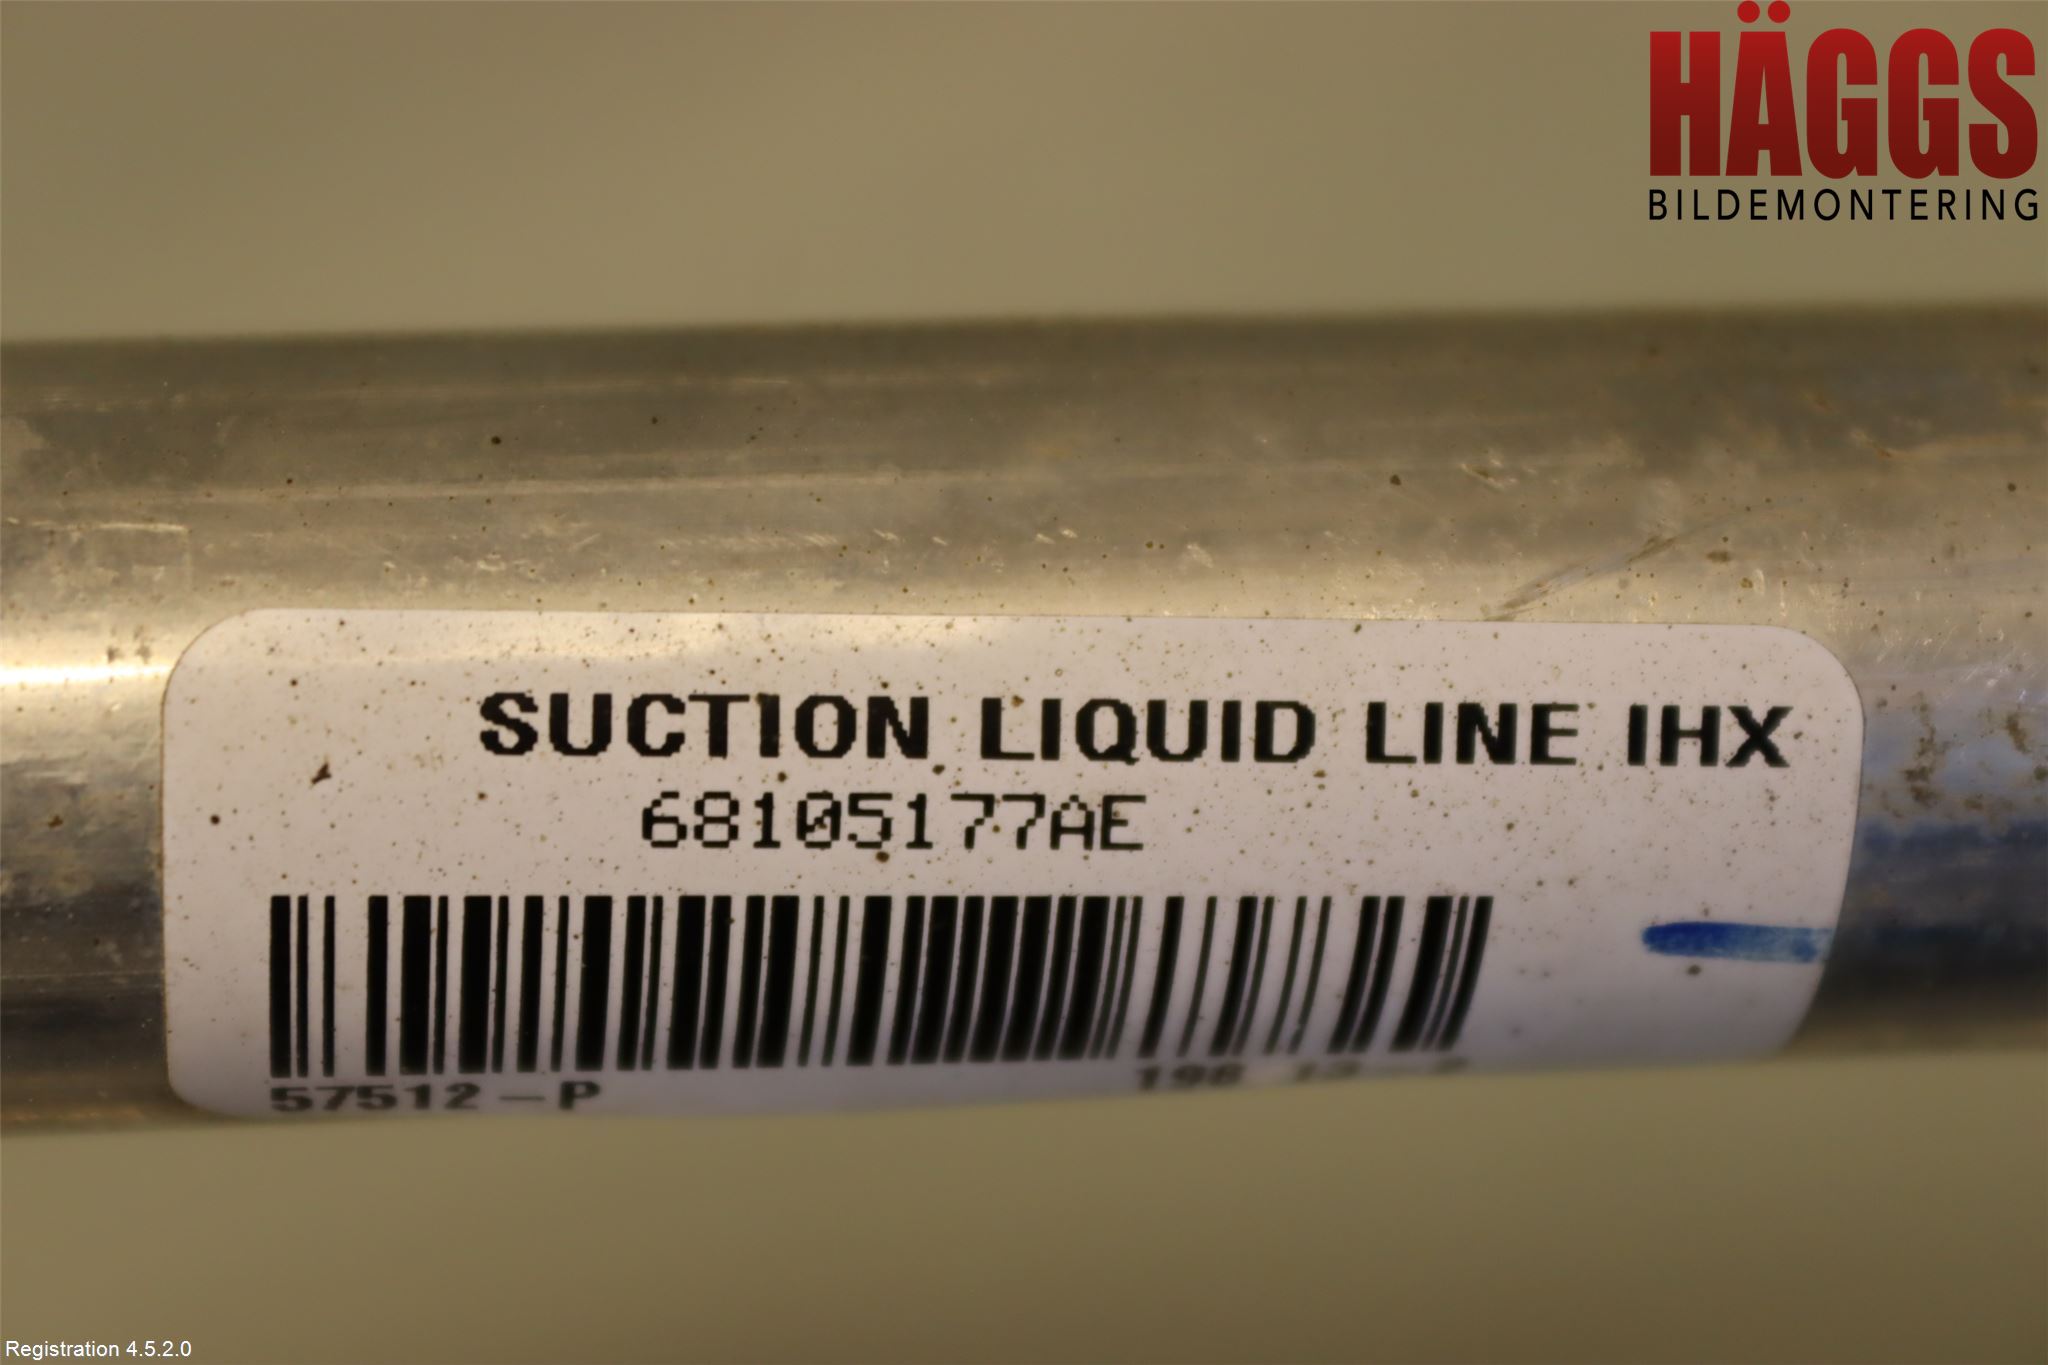 HÄGGS
BILDEMONTERING
SUCTION LIQUID LINE IHX
68105177AE
57512-P
Registration 4.5.2.0